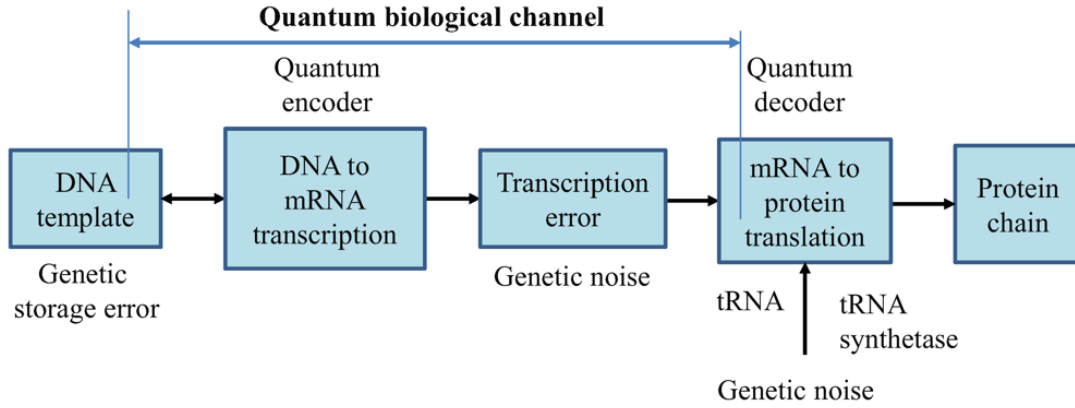 Quantum biological channel
Quantum
encoder
Quantum
decoder
DNA
template
DNA to
mRNA
transcription
Transcription
error
mRNA to
protein
translation
Protein
chain
Genetic
storage error
Genetic noise
tRNA
tRNA
synthetase
Genetic noise